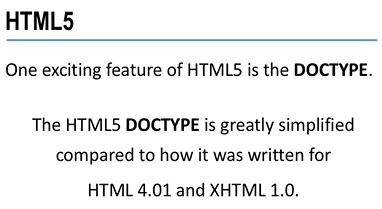 HTML5
One exciting feature of HTML5 is the DOCTYPE.
The HTML5 DOCTYPE is greatly simplified
compared to how it was written for
HTML 4.01 and XHTML 1.0.